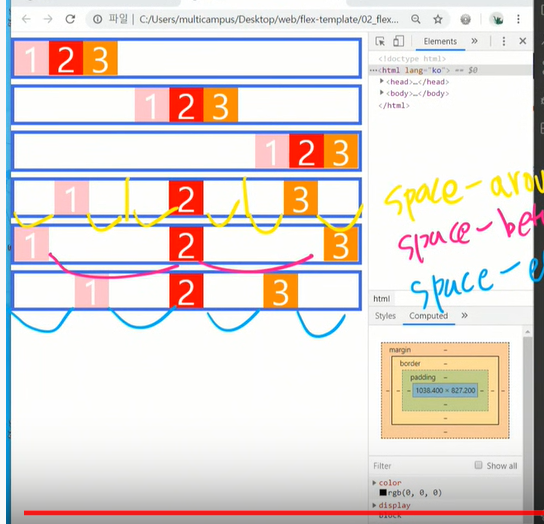 파일 | C:/Users/multicampus/Desktop/web/flex-template/02_flex...
Elements
1 2 3
<!doctype html>
...<html lang="ko"> == $0
<head>…</head>
<body>…</body>
</html>
1 2 3
1 2 3
1 2 3
space-arou
1 2 3
space-bet
1 2 3
space-e
html
Styles Computed
margin -
border -
padding -
- - - 1038.400 × 827.200 - - -
-
-
-
Filter Show all
color
rgb(0, 0, 0)
display
block